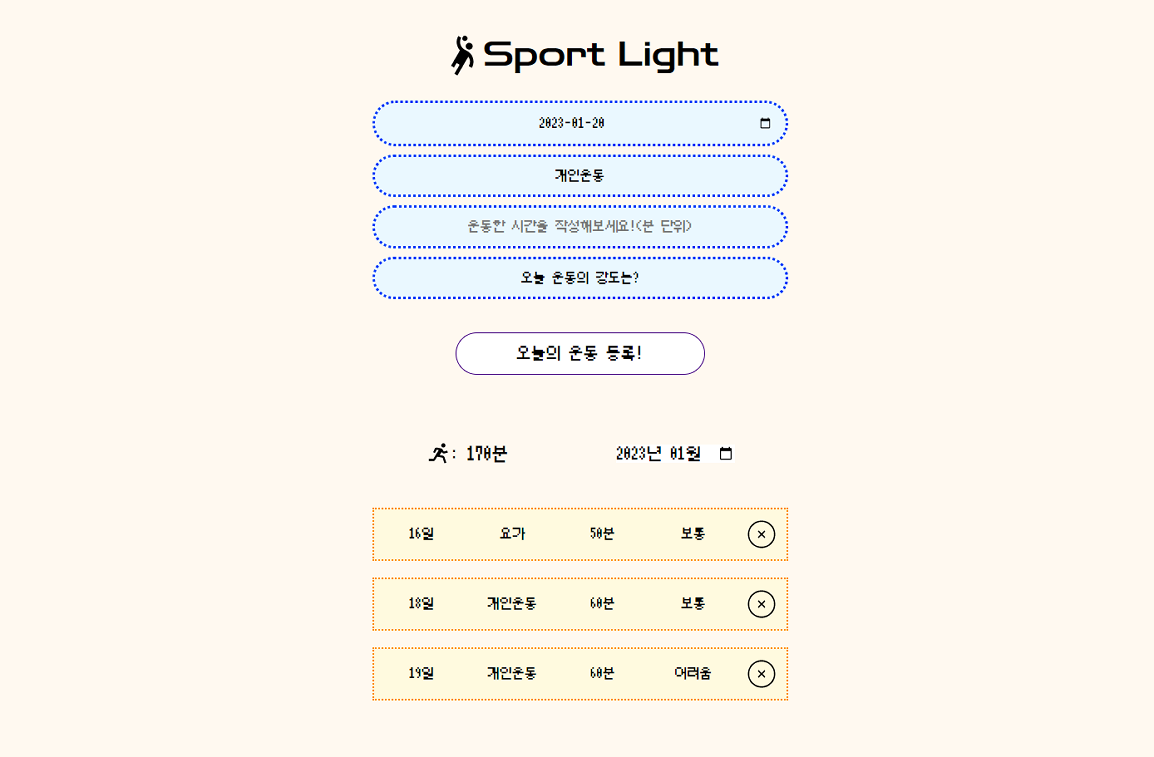 Sport Light
2023-01-20
개인운동
운동한 시간을 작성해보세요!(분 단위)
오늘 운동의 강도는?
오늘의 운동 등록!
: 170분 2023년 01월
16일 요가 50분 보통
18일 개인운동 60분 보통
19일 개인운동 60분 어려움